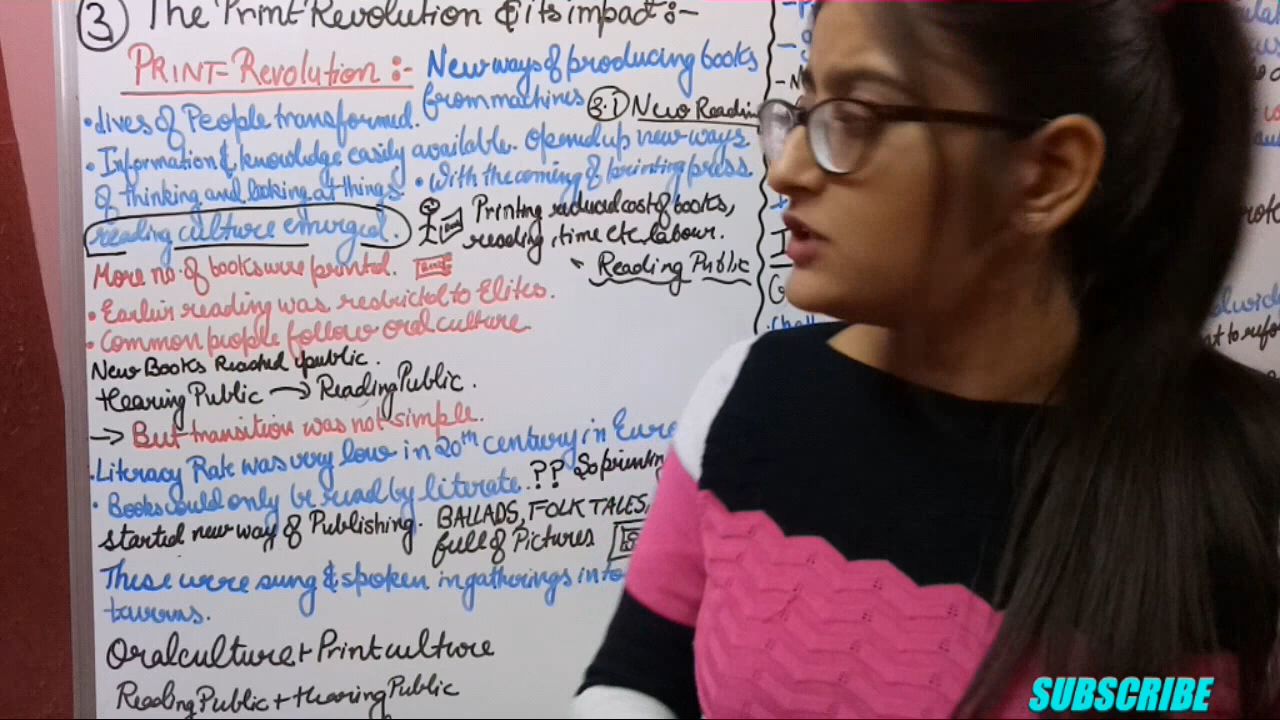 3 The Print Revolution & its impact :-
PRINT-Revolution :- New ways of producing books
from machines 3.1 New Readin
• Lives of People transformed.
• Information & knowledge easily available. Opened up new ways
of thinking and looking at things • With the coming of printing press
reading culture emerged. Printing reduced cost of books,
reading, time etc, labour.
Reading Public
More no. of books were printed.
• Earlier reading was restricted to Elites.
• Common people follow oral culture
New Books Reached public.
Hearing Public → Reading Public.
→ But transition was not simple.
• Literacy Rate was very low in 20th century in Euro
• Books could only be read by literate. ?? So printin
started new way of Publishing. BALLADS, FOLK TALES,
full of Pictures
These were sung & spoken in gatherings in to
taverns.
Oral culture + Print culture
Reading Public + Hearing Public
SUBSCRIBE